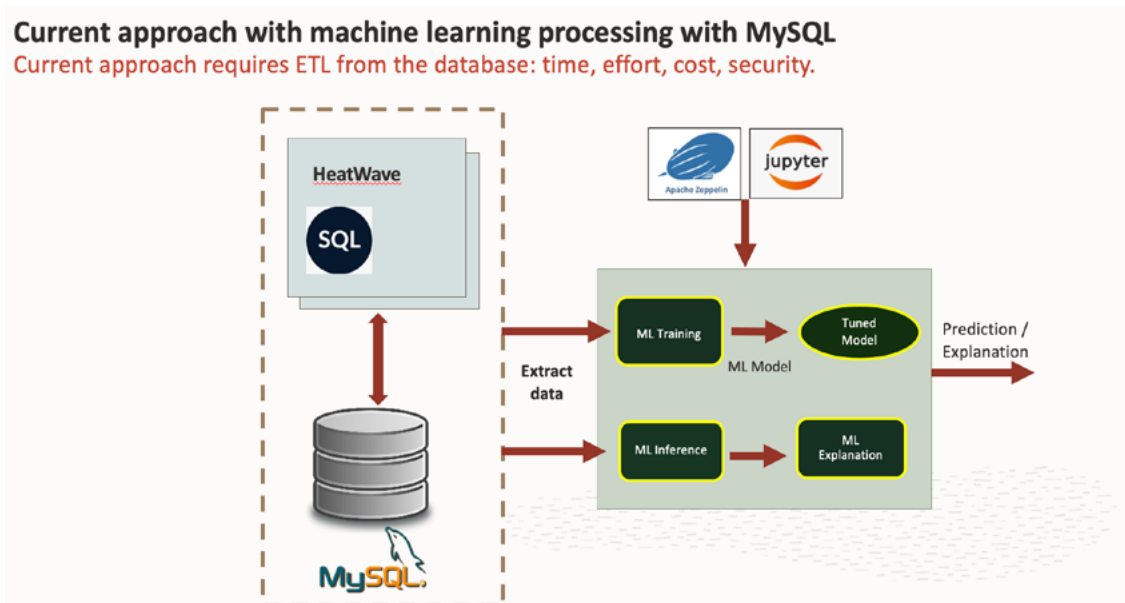 Current approach with machine learning processing with MySQL
Current approach requires ETL from the database: time, effort, cost, security.
HeatWave
SQL
Apache Zeppelin
jupyter
ML Training
ML Model
Tuned
Model
Prediction /
Explanation
Extract
data
ML Inference
ML
Explanation
MySQL